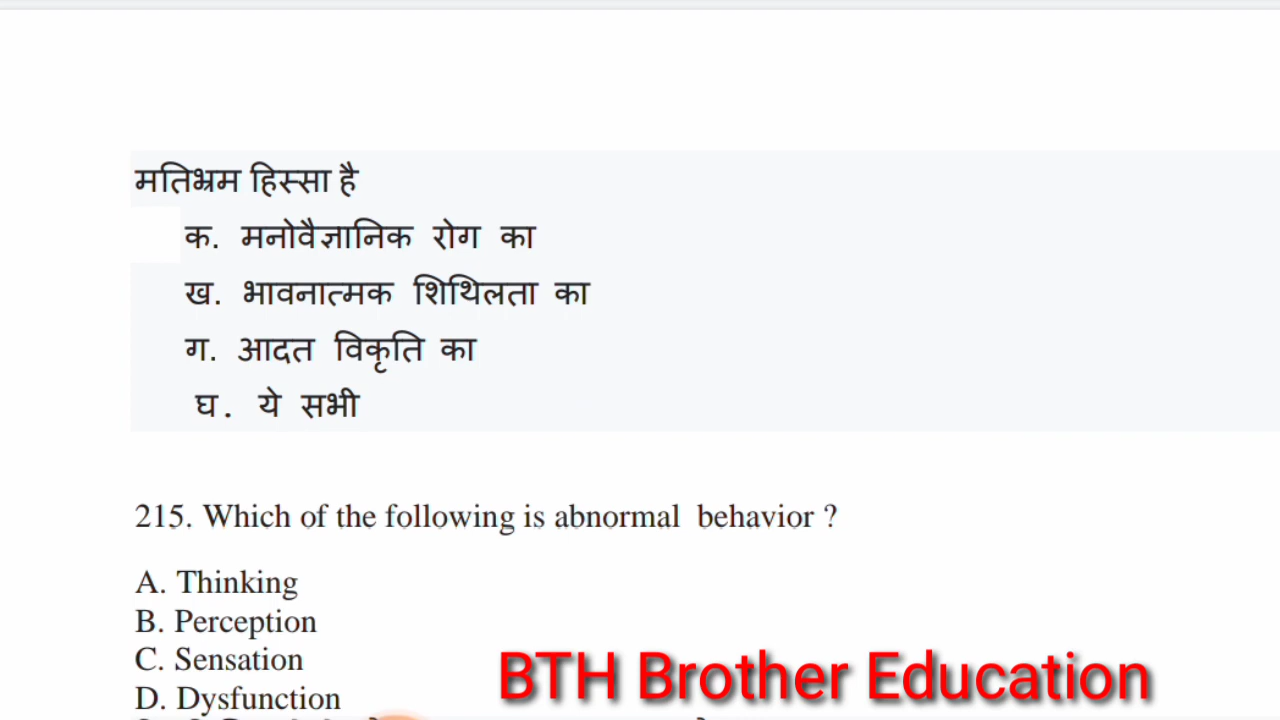 मतिभ्रम हिस्सा है
क. मनोवैज्ञानिक रोग का
ख. भावनात्मक शिथिलता का
ग. आदत विकृति का
घ. ये सभी
215. Which of the following is abnormal behavior ?
A. Thinking
B. Perception
C. Sensation
D. Dysfunction
BTH Brother Education